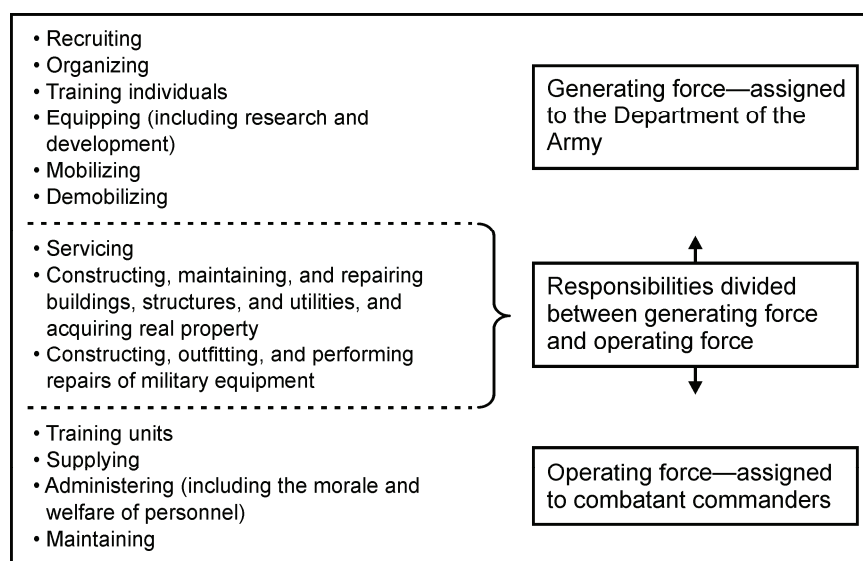 • Recruiting
• Organizing
• Training individuals
• Equipping (including research and
development)
• Mobilizing
• Demobilizing
Generating force—assigned
to the Department of the
Army
• Servicing
• Constructing, maintaining, and repairing
buildings, structures, and utilities, and
acquiring real property
• Constructing, outfitting, and performing
repairs of military equipment
Responsibilities divided
between generating force
and operating force
• Training units
• Supplying
• Administering (including the morale and
welfare of personnel)
• Maintaining
Operating force—assigned
to combatant commanders